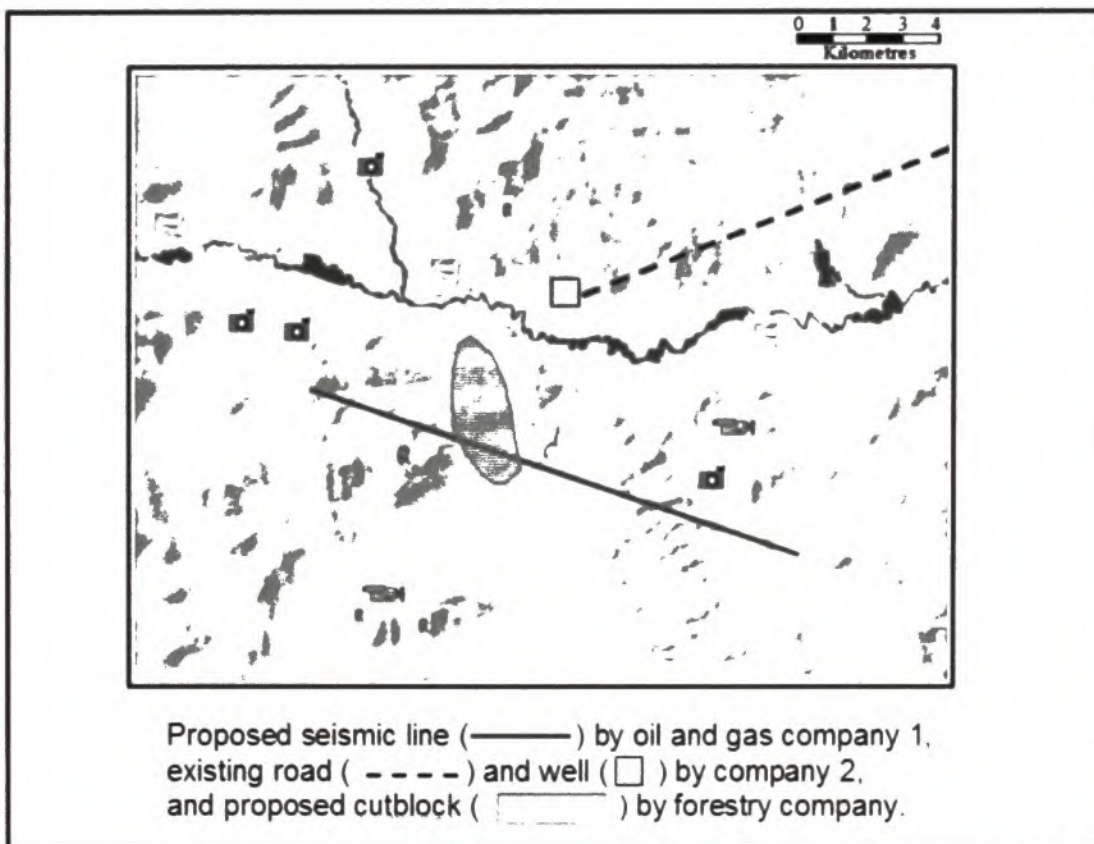 0 1 2 3 4
Kilometres
Proposed seismic line ( ) by oil and gas company 1,
existing road ( ) and well ( ) by company 2,
and proposed cutblock ( ) by forestry company.